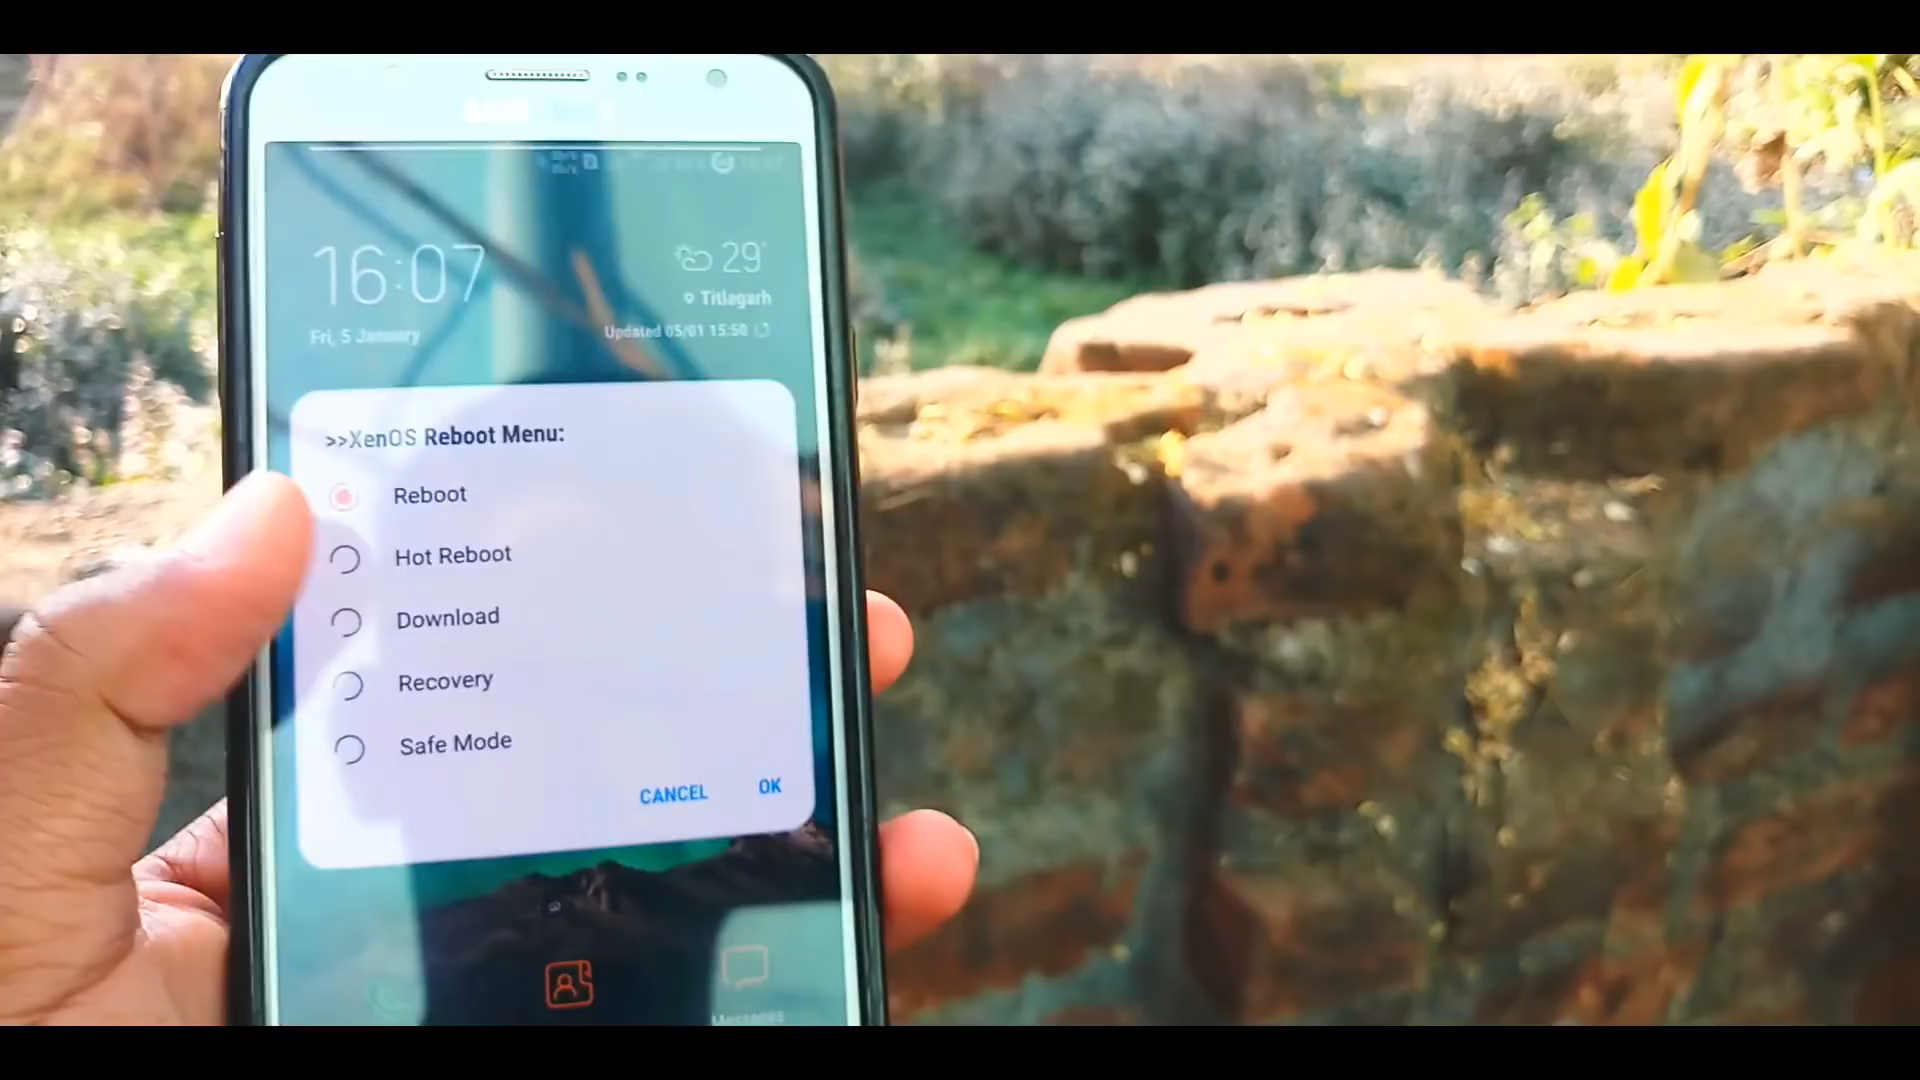 16:07
29°
Titlagarh
Fri, 5 January
Updated 05/01 15:50
>>XenOS Reboot Menu:
Reboot
Hot Reboot
Download
Recovery
Safe Mode
CANCEL
OK
Messages